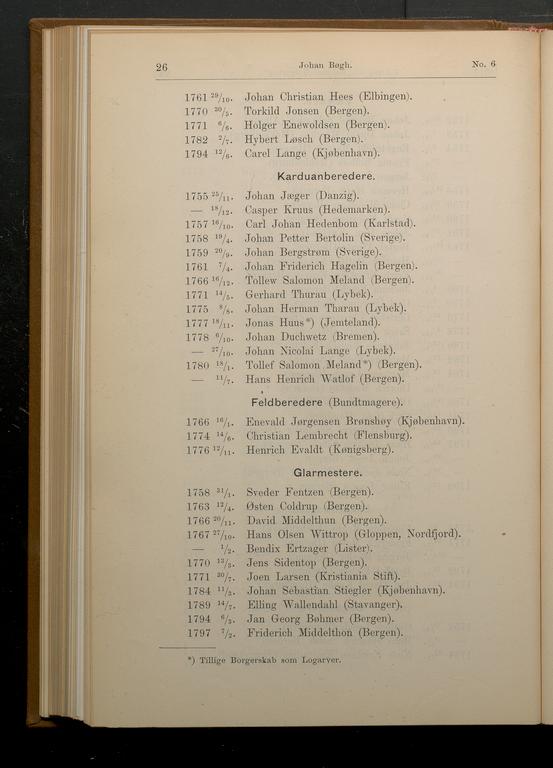 26 Johan Bøgh. No. 6
1761 29/10. Johan Christian Hees (Elbingen).
1770 30/5. Torkild Jonsen (Bergen).
1771 6/6. Holger Enewoldsen (Bergen).
1782 2/7. Hybert Løsch (Bergen).
1794 12/6. Carel Lange (Kjøbenhavn).
Karduanberedere.
1755 25/11. Johan Jæger (Danzig).
— 18/12. Casper Kruus (Hedemarken).
1757 16/10. Carl Johan Hedenbom (Karlstad).
1758 19/4. Johan Petter Bertolin (Sverige).
1759 20/9. Johan Bergstrøm (Sverige).
1761 7/4. Johan Friderich Hagelin (Bergen).
1766 16/12. Tollew Salomon Meland (Bergen).
1771 14/5. Gerhard Thurau (Lybek).
1775 8/8. Johan Herman Tharau (Lybek).
1777 18/11. Jonas Huus*) (Jemteland).
1778 6/10. Johan Duchwetz (Bremen).
— 27/10. Johan Nicolai Lange (Lybek).
1780 18/1. Tollef Salomon Meland*) (Bergen).
— 11/7. Hans Henrich Watlof (Bergen).
Feldberedere (Bundtmagere).
1766 16/1. Enevald Jørgensen Brønshøy (Kjøbenhavn).
1774 14/6. Christian Lembrecht (Flensburg).
1776 12/11. Henrich Evaldt (Kønigsberg).
Glarmestere.
1758 31/1. Sveder Fentzen (Bergen).
1763 12/4. Østen Coldrup (Bergen).
1766 20/11. David Middelthun (Bergen).
1767 27/10. Hans Olsen Wittrop (Gloppen, Nordfjord).
— 1/2. Bendix Ertzager (Lister).
1770 13/3. Jens Sidentop (Bergen).
1771 30/7. Joen Larsen (Kristiania Stift).
1784 11/3. Johan Sebastian Stiegler (Kjøbenhavn).
1789 14/7. Elling Wallendahl (Stavanger).
1794 6/3. Jan Georg Bøhmer (Bergen).
1797 7/2. Friderich Middelthon (Bergen).
*) Tillige Borgerskab som Logarver.